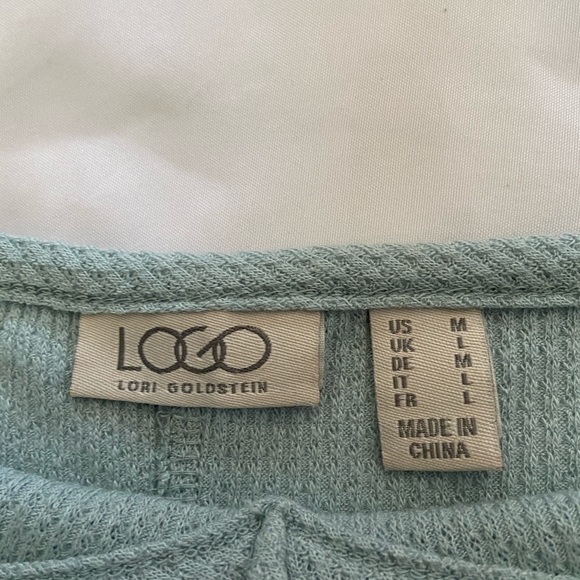 LOGO
LORI GOLDSTEIN
US M
UK L
DE M
IT L
FR L
MADE IN
CHINA